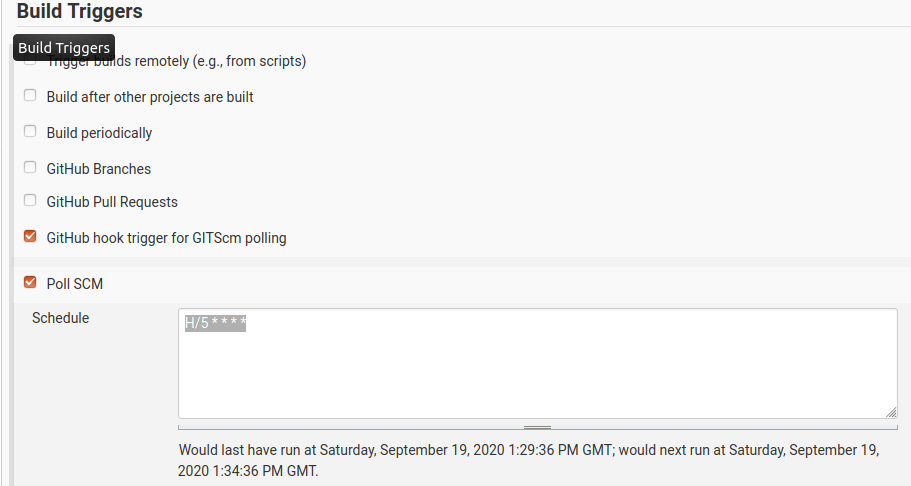 Build Triggers
Build Triggers
Trigger builds remotely (e.g., from scripts)
Build after other projects are built
Build periodically
GitHub Branches
GitHub Pull Requests
GitHub hook trigger for GITScm polling
Poll SCM
Schedule
H/5 * * * *
Would last have run at Saturday, September 19, 2020 1:29:36 PM GMT; would next run at Saturday, September 19,
2020 1:34:36 PM GMT.